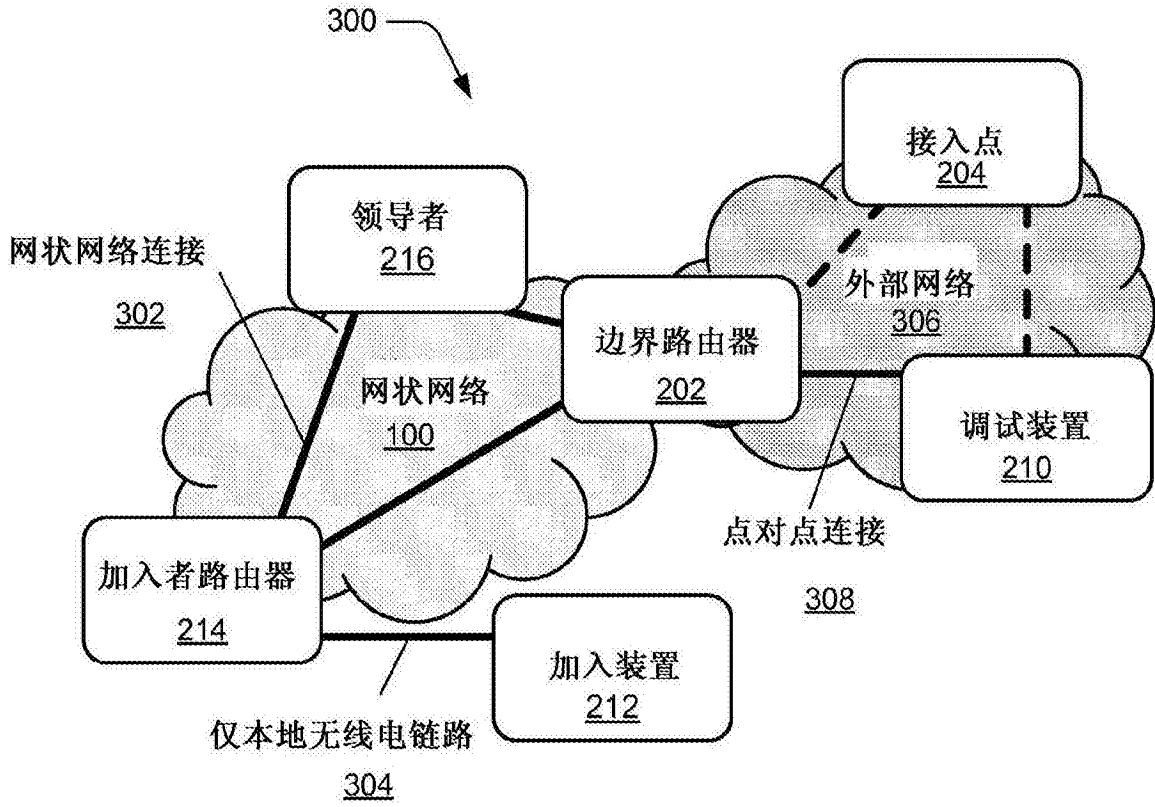 300
接入点
204
领导者
216
网状网络连接
302
外部网络
306
边界路由器
202
网状网络
100
调试装置
210
点对点连接
308
加入者路由器
214
加入装置
212
仅本地无线电链路
304